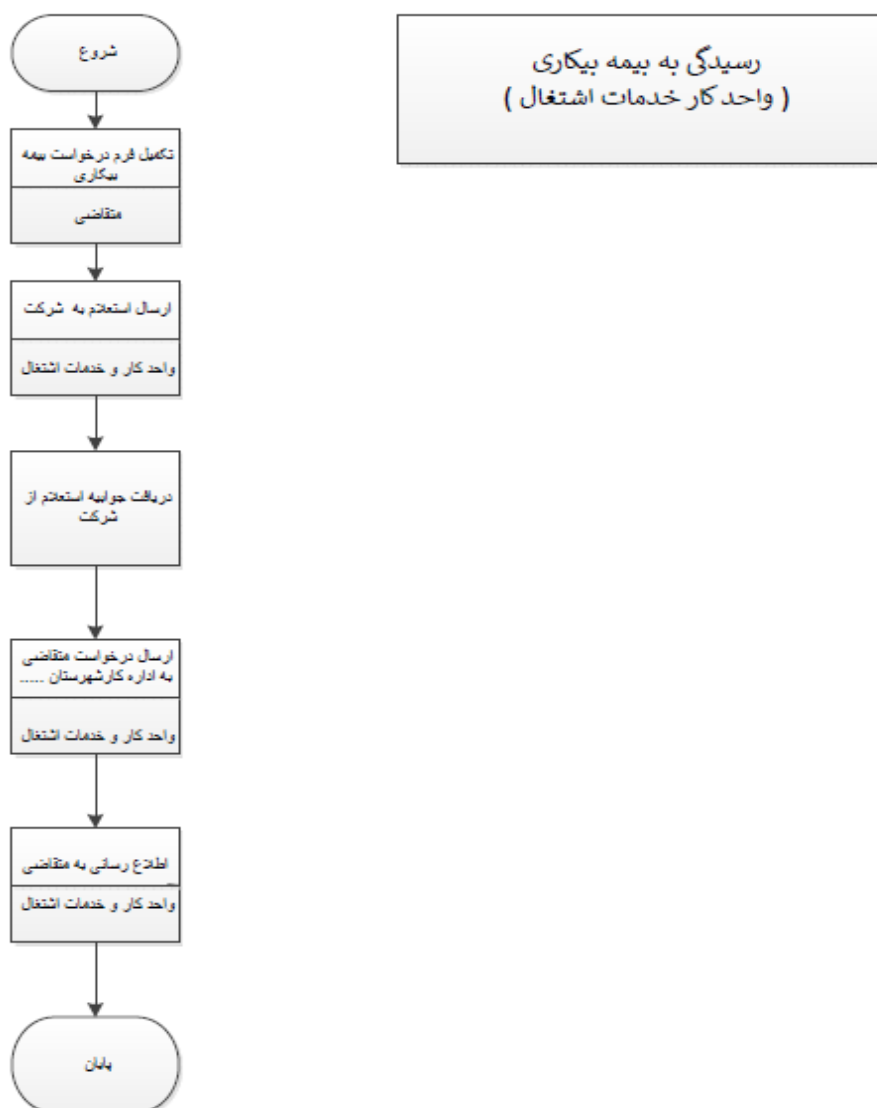 رسیدگی به بیمه بیکاری
( واحد کار خدمات اشتغال )
شروع
تکمیل فرم درخواست بیمه
بیکاری
متقاضی
ارسال استعلام به شرکت
واحد کار و خدمات اشتغال
دریافت جوابیه استعلام از
شرکت
ارسال درخواست متقاضی
به اداره کارشهرستان ......
واحد کار و خدمات اشتغال
اطلاع رسانی به متقاضی
واحد کار و خدمات اشتغال
پایان